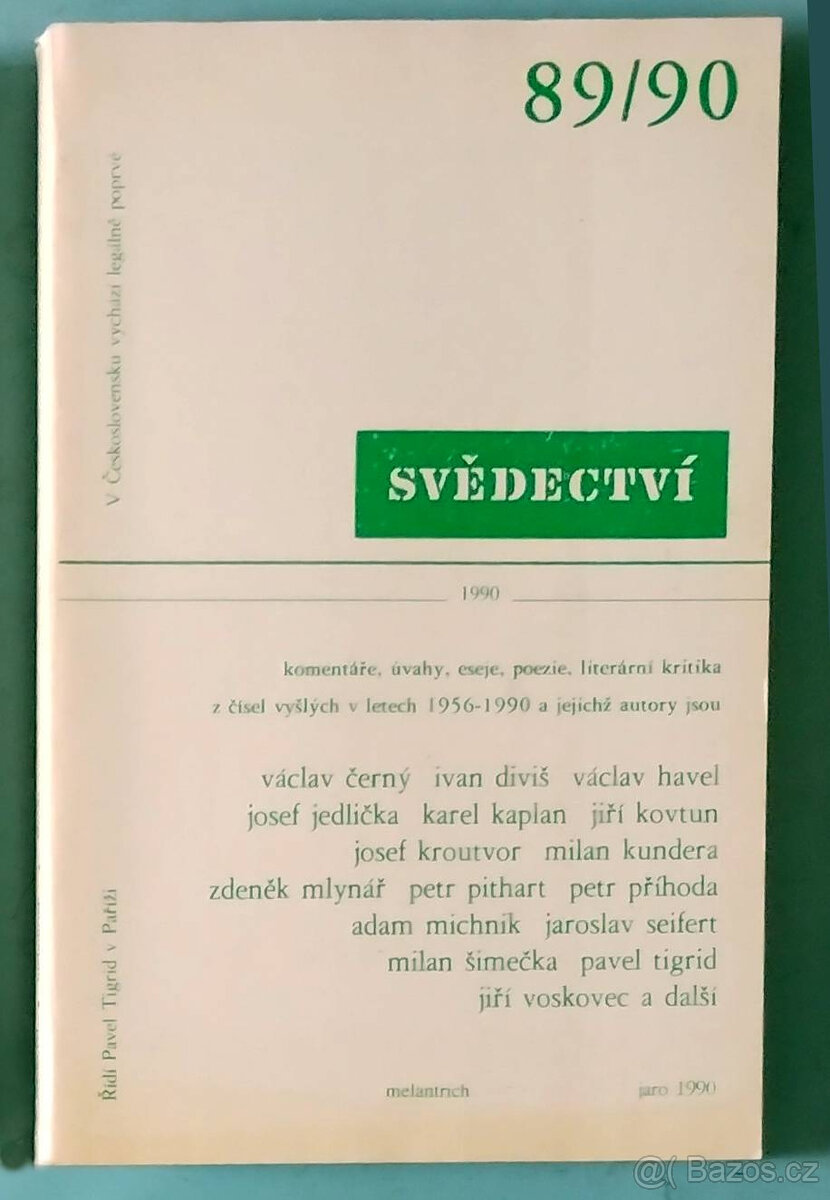 89/90
V Československu vychází legálně poprvé
SVĚDECTVÍ
1990
komentáře, úvahy, eseje, poezie, literární kritika
z čísel vyšlých v letech 1956-1990 a jejichž autory jsou
václav černý ivan diviš václav havel
josef jedlička karel kaplan jiří kovtun
josef kroutvor milan kundera
zdeněk mlynář petr pithart petr příhoda
adam michnik jaroslav seifert
milan šimečka pavel tigrid
jiří voskovec a další
Řídí Pavel Tigrid v Paříži
melantrich jaro 1990
@( Bazos.cz